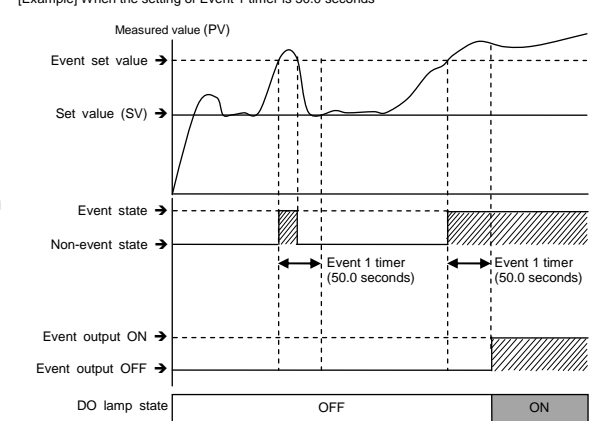 [Example] When the setting of Event 1 timer is 50.0 seconds
Measured value (PV)
Event set value ➔
Set value (SV) ➔
Event state ➔
Non-event state ➔
Event 1 timer
(50.0 seconds)
Event 1 timer
(50.0 seconds)
Event output ON ➔
Event output OFF ➔
DO lamp state
OFF
ON